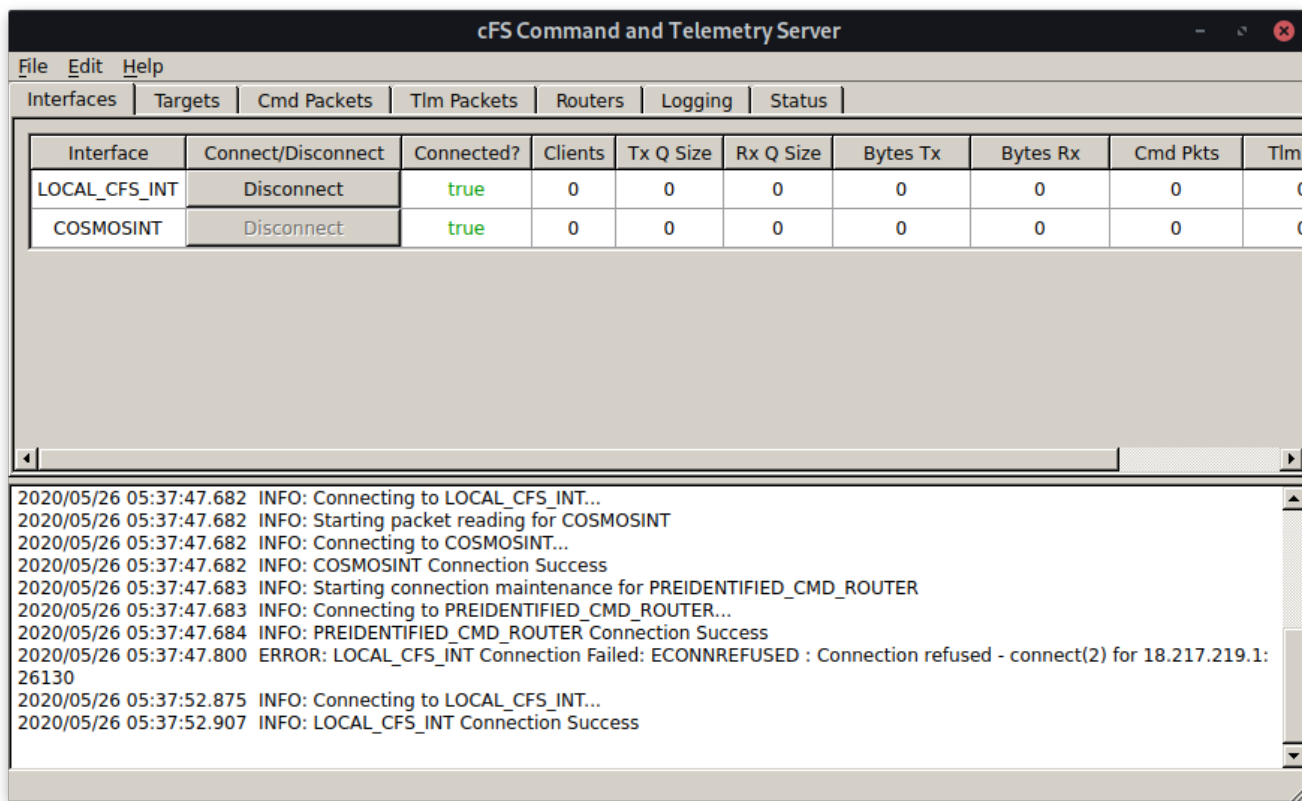 cFS Command and Telemetry Server
File Edit Help
Interfaces Targets Cmd Packets Tlm Packets Routers Logging Status
Interface Connect/Disconnect Connected? Clients Tx Q Size Rx Q Size Bytes Tx Bytes Rx Cmd Pkts Tlm
LOCAL_CFS_INT Disconnect true 0 0 0 0 0 0 0
COSMOSINT Disconnect true 0 0 0 0 0 0 0
2020/05/26 05:37:47.682 INFO: Connecting to LOCAL_CFS_INT...
2020/05/26 05:37:47.682 INFO: Starting packet reading for COSMOSINT
2020/05/26 05:37:47.682 INFO: Connecting to COSMOSINT...
2020/05/26 05:37:47.682 INFO: COSMOSINT Connection Success
2020/05/26 05:37:47.683 INFO: Starting connection maintenance for PREIDENTIFIED_CMD_ROUTER
2020/05/26 05:37:47.683 INFO: Connecting to PREIDENTIFIED_CMD_ROUTER...
2020/05/26 05:37:47.684 INFO: PREIDENTIFIED_CMD_ROUTER Connection Success
2020/05/26 05:37:47.800 ERROR: LOCAL_CFS_INT Connection Failed: ECONNREFUSED : Connection refused - connect(2) for 18.217.219.1:
26130
2020/05/26 05:37:52.875 INFO: Connecting to LOCAL_CFS_INT...
2020/05/26 05:37:52.907 INFO: LOCAL_CFS_INT Connection Success